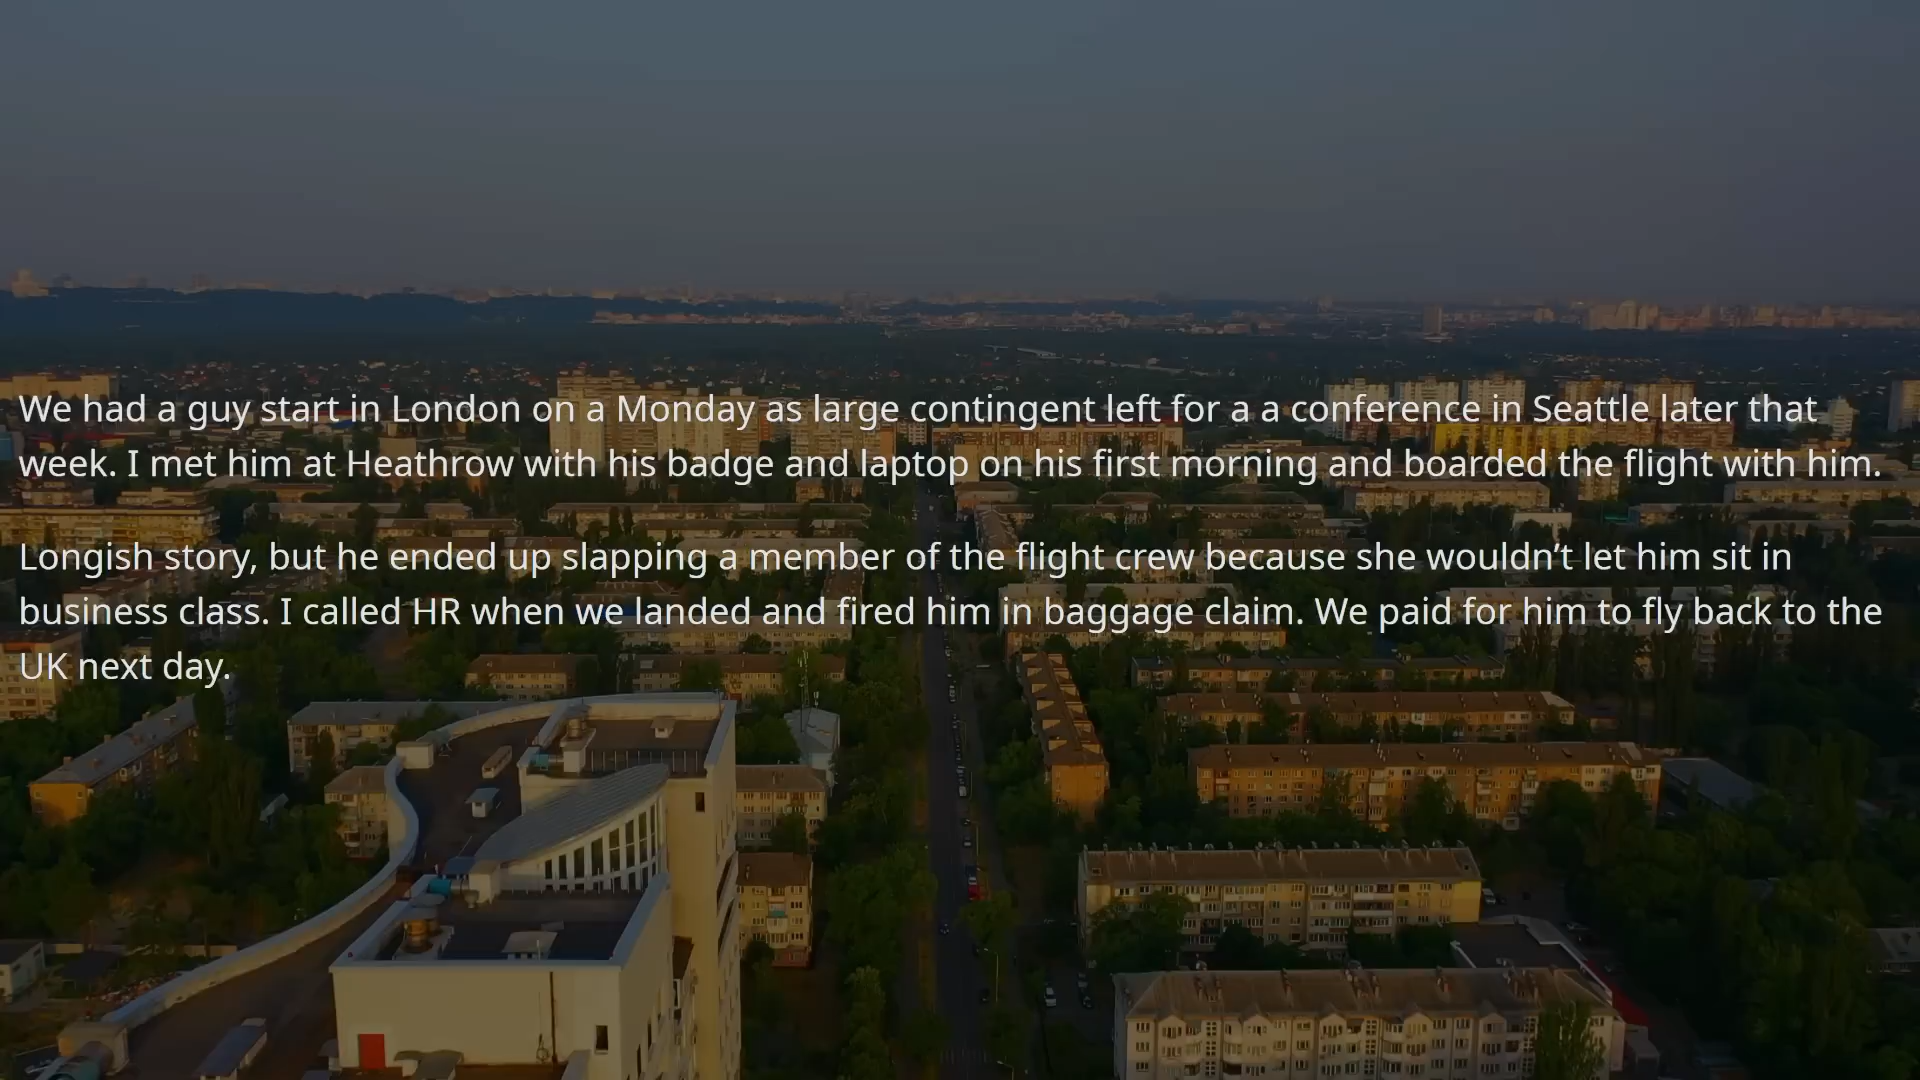 We had a guy start in London on a Monday as large contingent left for a a conference in Seattle later that
week. I met him at Heathrow with his badge and laptop on his first morning and boarded the flight with him.
Longish story, but he ended up slapping a member of the flight crew because she wouldn’t let him sit in
business class. I called HR when we landed and fired him in baggage claim. We paid for him to fly back to the
UK next day.